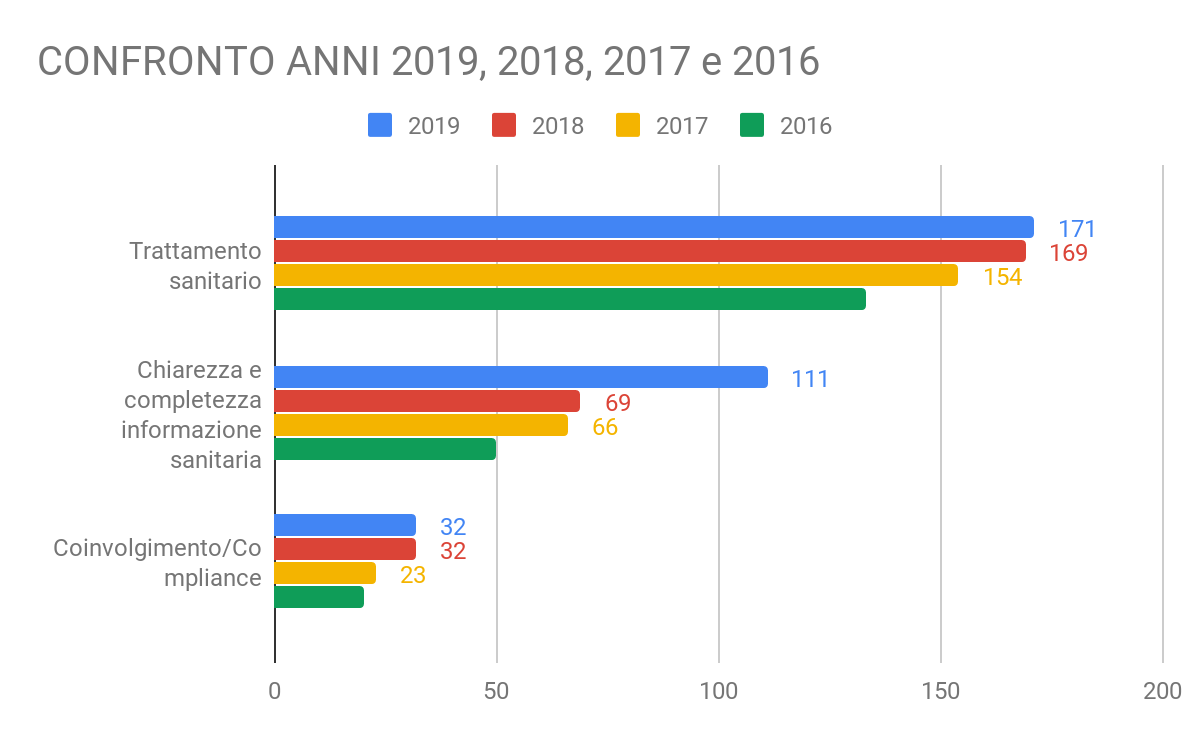 CONFRONTO ANNI 2019, 2018, 2017 e 2016
2019 2018 2017 2016
Trattamento
sanitario
171
169
154
Chiarezza e
completezza
informazione
sanitaria
111
69
66
Coinvolgimento/Co
mpliance
32
32
23
0 50 100 150 200